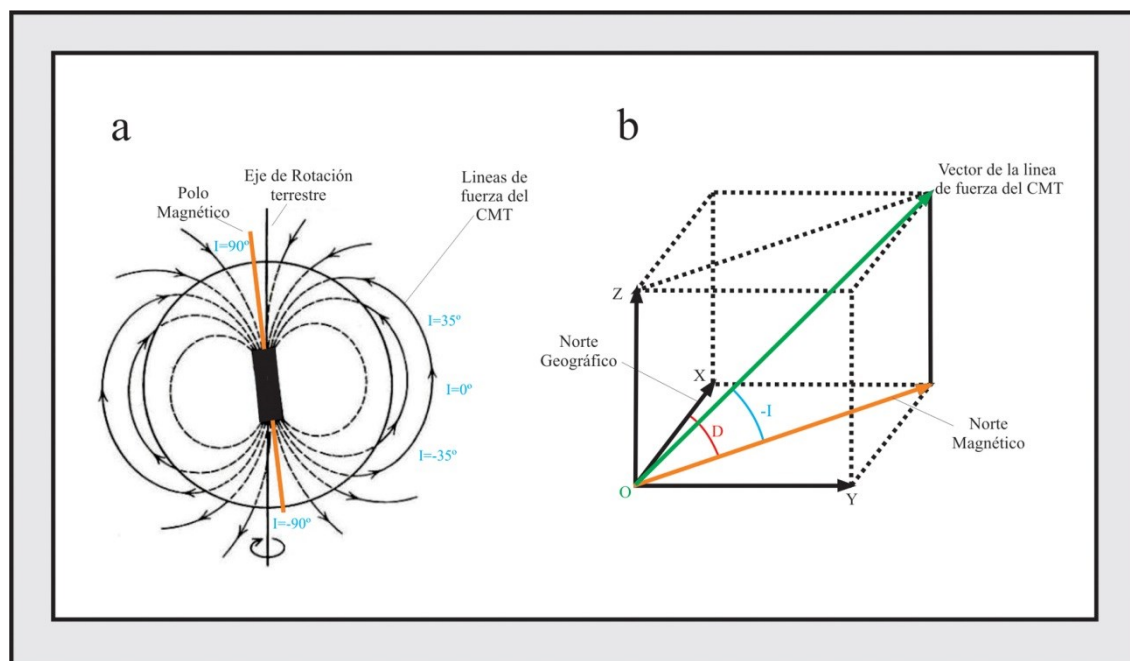 a
Polo
Magnético
Eje de Rotación
terrestre
Lineas de
fuerza del
CMT
I=90º
I=35º
I=0º
I=-35º
I=-90º
b
Vector de la linea
de fuerza del CMT
Z
Norte
Geográfico
X
-I
D
Norte
Magnético
O
Y